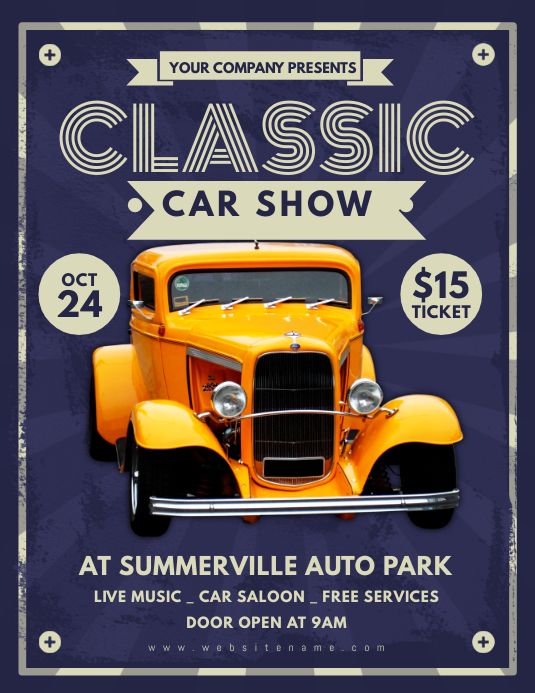 YOUR COMPANY PRESENTS
CLASSIC
CAR SHOW
OCT
24
$15
TICKET
AT SUMMERVILLE AUTO PARK
LIVE MUSIC _ CAR SALOON _ FREE SERVICES
DOOR OPEN AT 9AM
www.websitename.com